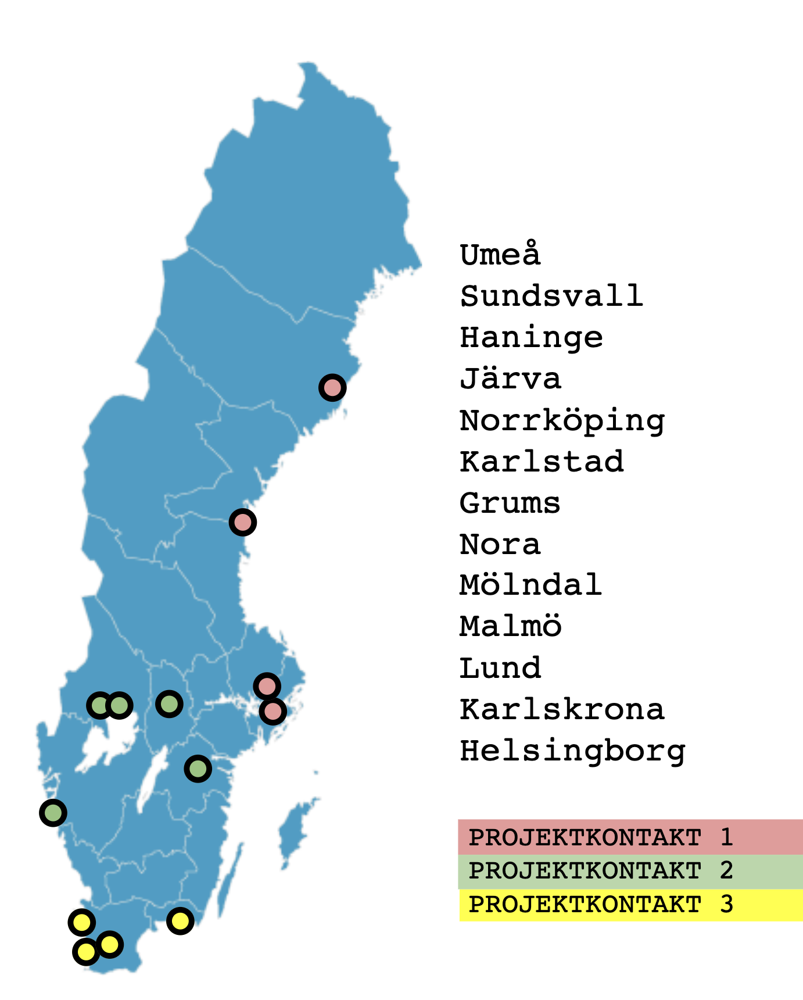 Umeå
Sundsvall
Haninge
Järva
Norrköping
Karlstad
Grums
Nora
Mölndal
Malmö
Lund
Karlskrona
Helsingborg
PROJEKTKONTAKT 1
PROJEKTKONTAKT 2
PROJEKTKONTAKT 3